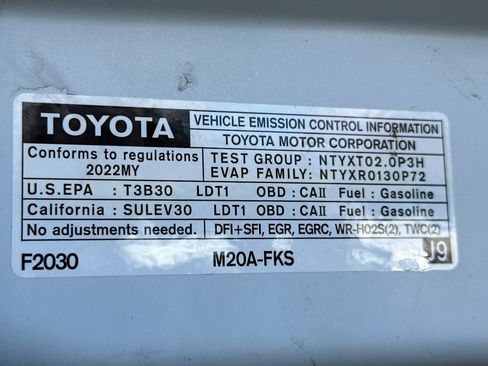 TOYOTA
VEHICLE EMISSION CONTROL INFORMATION
TOYOTA MOTOR CORPORATION
Conforms to regulations
2022MY
TEST GROUP : NTYXT02.0P3H
EVAP FAMILY: NTYXR0130P72
U.S.EPA : T3B30 LDT1 OBD : CAII Fuel : Gasoline
California : SULEV30 LDT1 OBD : CAII Fuel : Gasoline
No adjustments needed. DFI+SFI, EGR, EGRC, WR-HO2S(2), TWC(2)
F2030 M20A-FKS J9